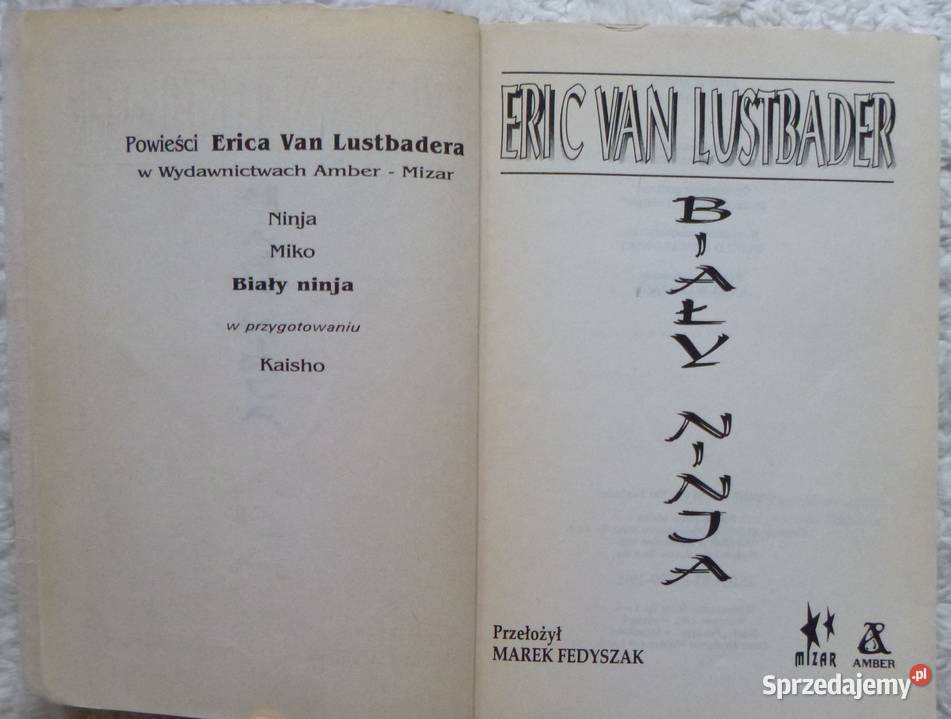 Powieści Erica Van Lustbadera
w Wydawnictwach Amber - Mizar
Ninja
Miko
Biały ninja
w przygotowaniu
Kaisho
ERIC VAN LUSTBADER
BIAŁY NINJA
Przełożył
MAREK FEDYSZAK
MIZAR
AMBER
Sprzedajemy.pl